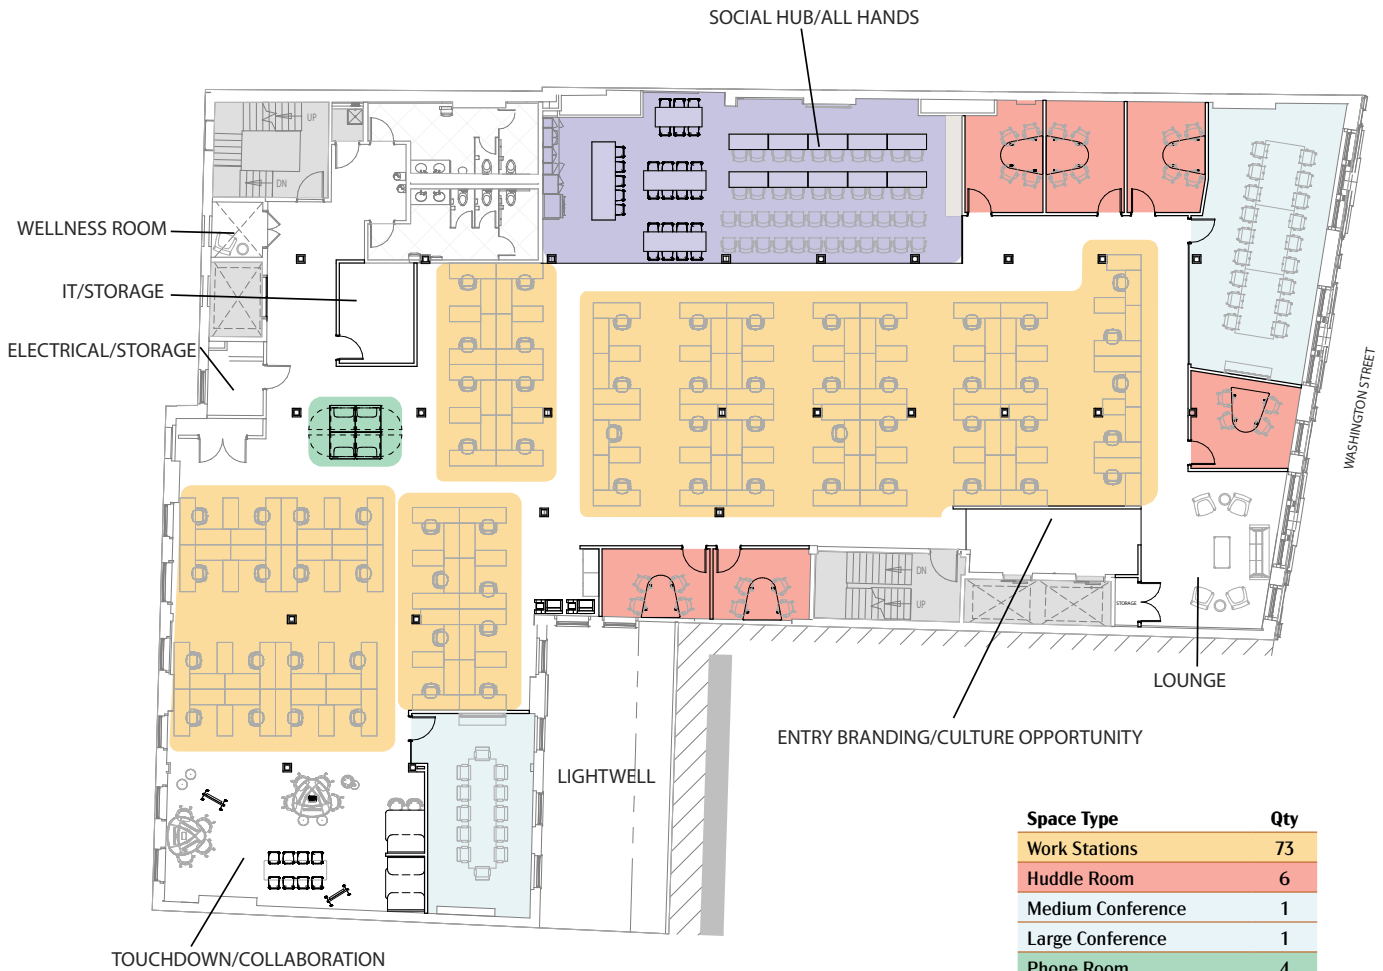 SOCIAL HUB/ALL HANDS
UP
DN
WELLNESS ROOM
IT/STORAGE
ELECTRICAL/STORAGE
WASHINGTON STREET
DN
UP
STORAGE
LOUNGE
ENTRY BRANDING/CULTURE OPPORTUNITY
LIGHTWELL
TOUCHDOWN/COLLABORATION
Space Type Qty
Work Stations 73
Huddle Room 6
Medium Conference 1
Large Conference 1
Phone Room 4